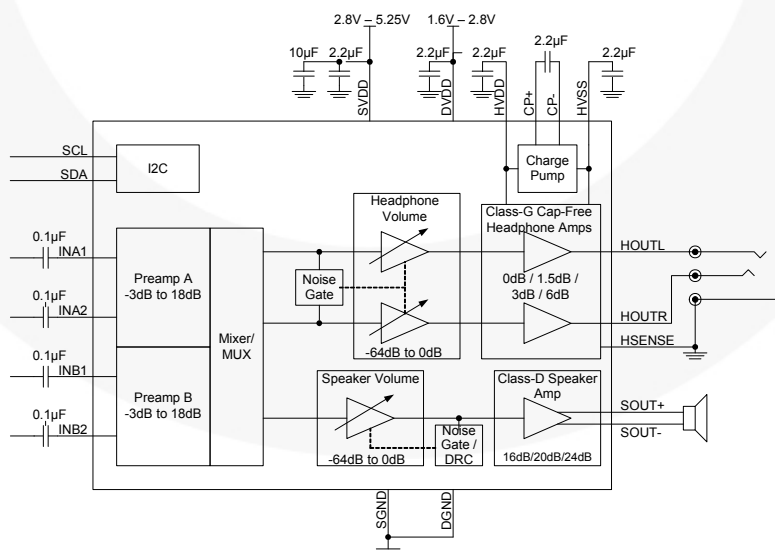 2.8V – 5.25V
1.6V – 2.8V
10µF
2.2µF
2.2µF
2.2µF
2.2µF
2.2µF
SVDD
DVDD
HVDD
CP+
CP-
HVSS
SCL
SDA
I2C
Charge
Pump
Headphone
Volume
Class-G Cap-Free
Headphone Amps
0.1µF
INA1
0.1µF
INA2
0.1µF
INB1
0.1µF
INB2
Preamp A
-3dB to 18dB
Preamp B
-3dB to 18dB
Mixer/
MUX
Noise
Gate
-64dB to 0dB
0dB / 1.5dB /
3dB / 6dB
HOUTL
HOUTR
HSENSE
Speaker Volume
-64dB to 0dB
Noise
Gate /
DRC
Class-D Speaker
Amp
16dB/20dB/24dB
SOUT+
SOUT-
SGND
DGND